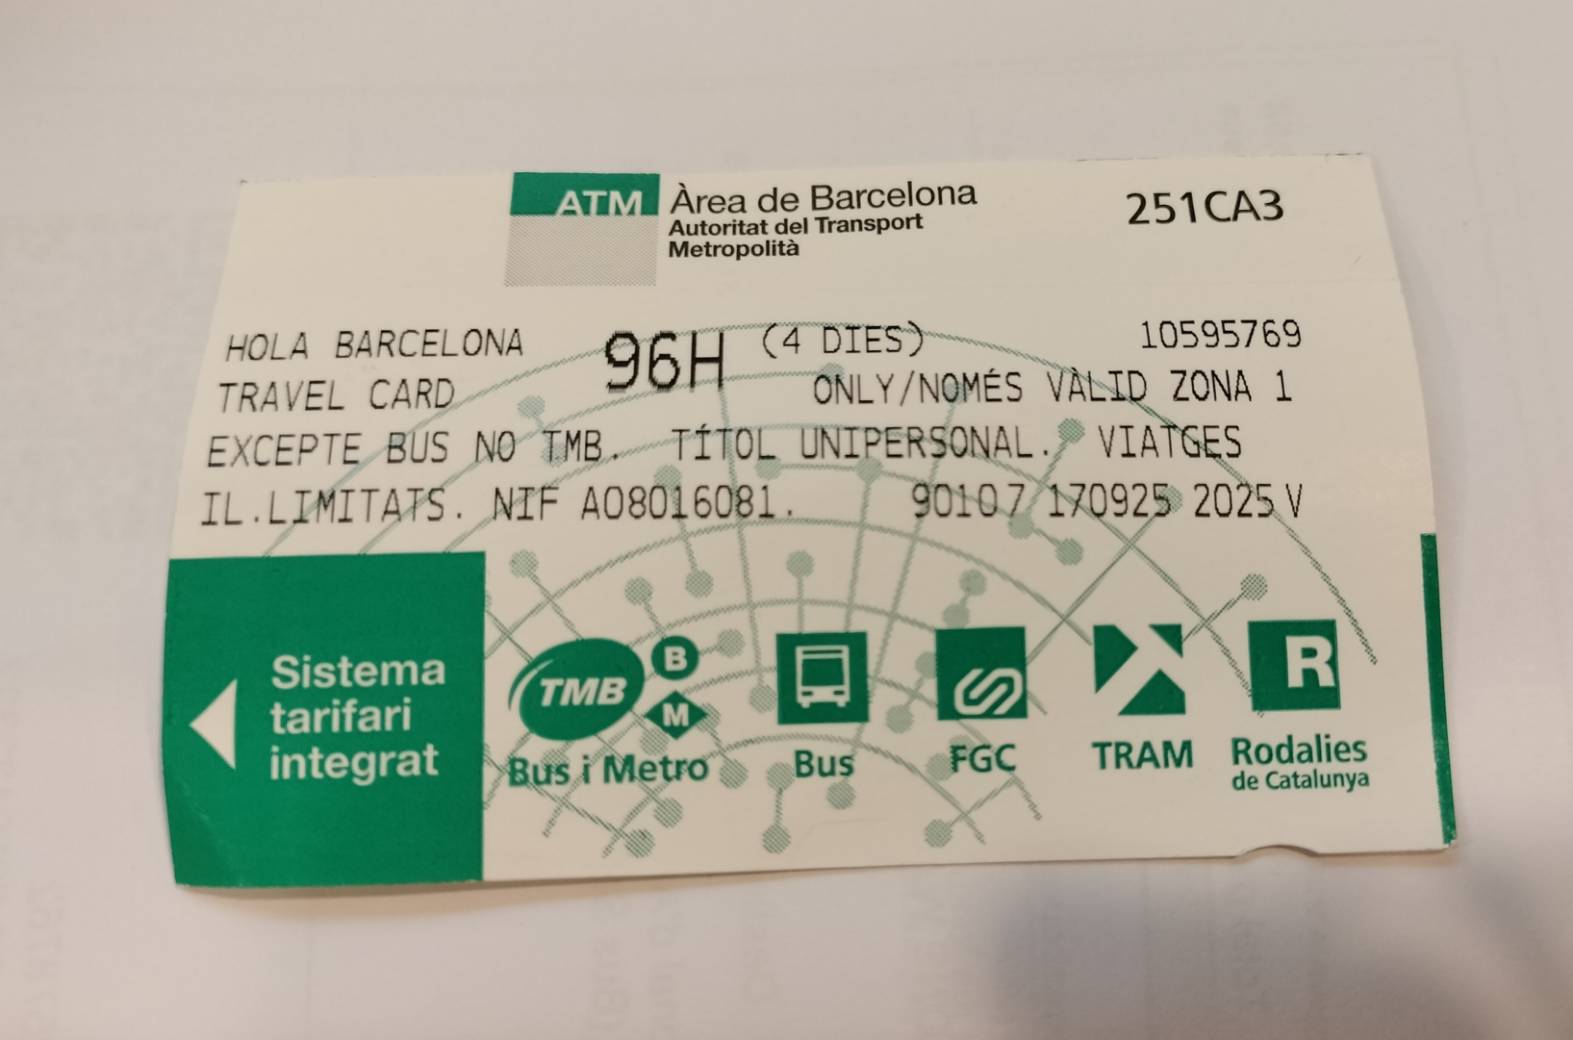 ATM Àrea de Barcelona
Autoritat del Transport
Metropolità
251CA3
HOLA BARCELONA 96H (4 DIES) 10595769
TRAVEL CARD ONLY/NOMÉS VÀLID ZONA 1
EXCEPTE BUS NO TMB. TÍTOL UNIPERSONAL. VIATGES
IL.LIMITATS. NIF A08016081. 90107 170925 2025 V
Sistema
tarifari
integrat
TMB B M
Bus i Metro
Bus
FGC
TRAM
R
Rodalies
de Catalunya